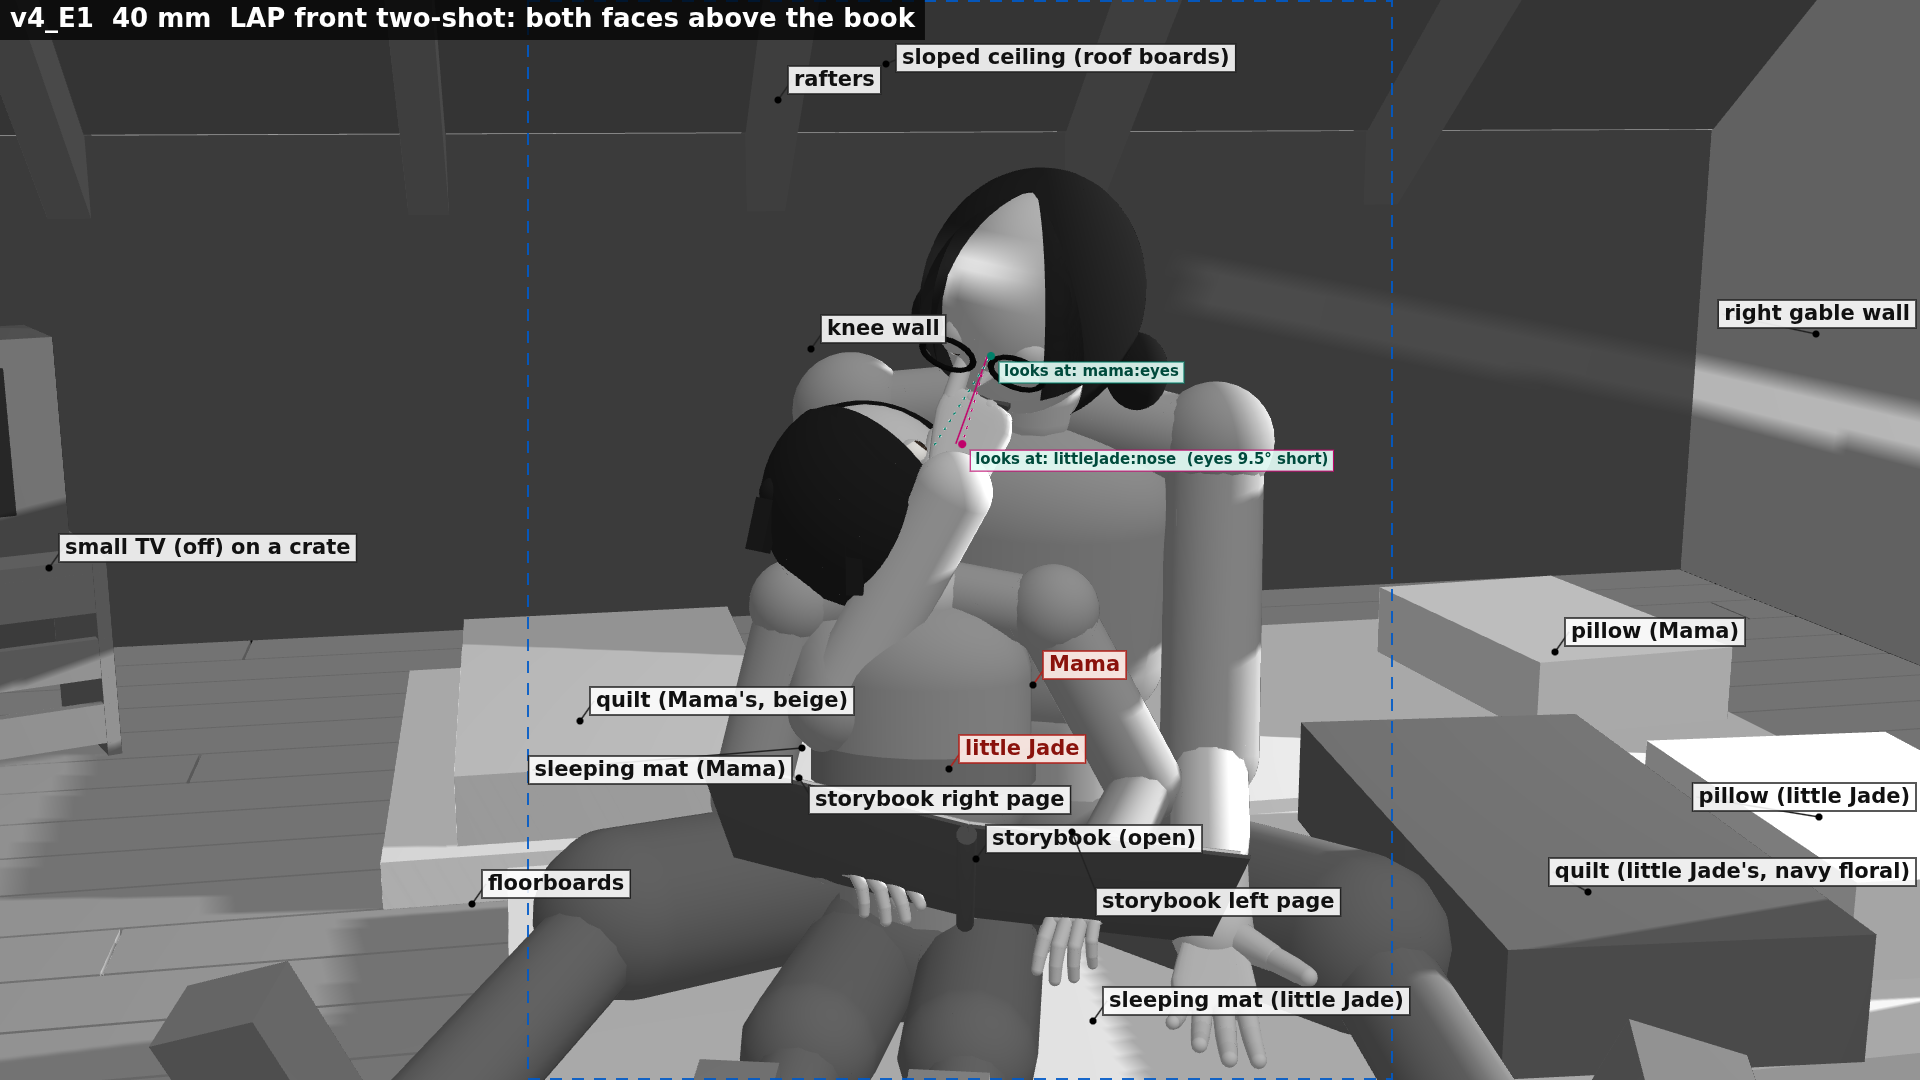 v4_E1  40 mm  LAP front two-shot: both faces above the book
sloped ceiling (roof boards)
rafters
right gable wall
knee wall
looks at: mama:eyes
looks at: littleJade:nose  (eyes 9.5° short)
small TV (off) on a crate
pillow (Mama)
Mama
quilt (Mama's, beige)
little Jade
sleeping mat (Mama)
storybook right page
pillow (little Jade)
storybook (open)
quilt (little Jade's, navy floral)
floorboards
storybook left page
sleeping mat (little Jade)